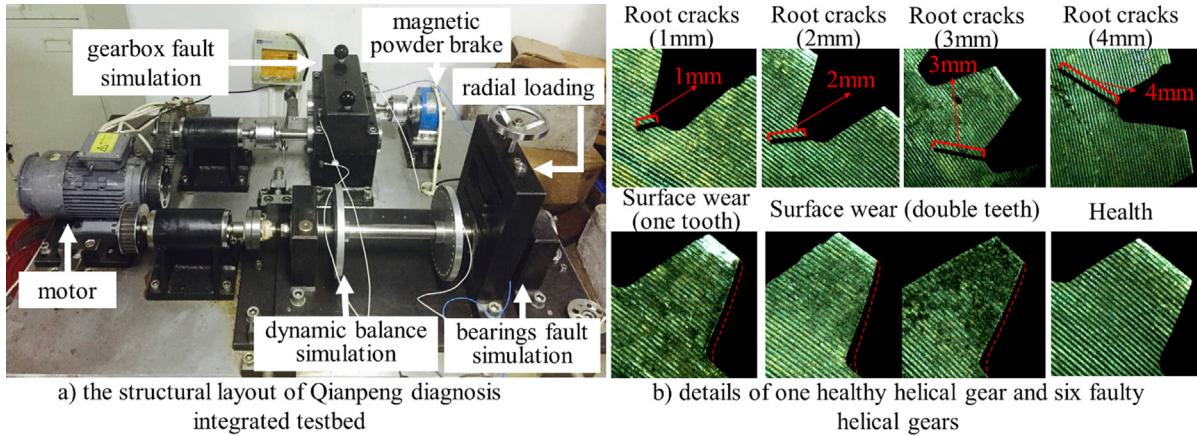 gearbox fault
simulation
magnetic
powder brake
radial loading
motor
dynamic balance
simulation
bearings fault
simulation
a) the structural layout of Qianpeng diagnosis
integrated testbed
Root cracks
(1mm)
Root cracks
(2mm)
Root cracks
(3mm)
Root cracks
(4mm)
1mm
2mm
3mm
4mm
Surface wear
(one tooth)
Surface wear (double teeth)
Health
b) details of one healthy helical gear and six faulty
helical gears